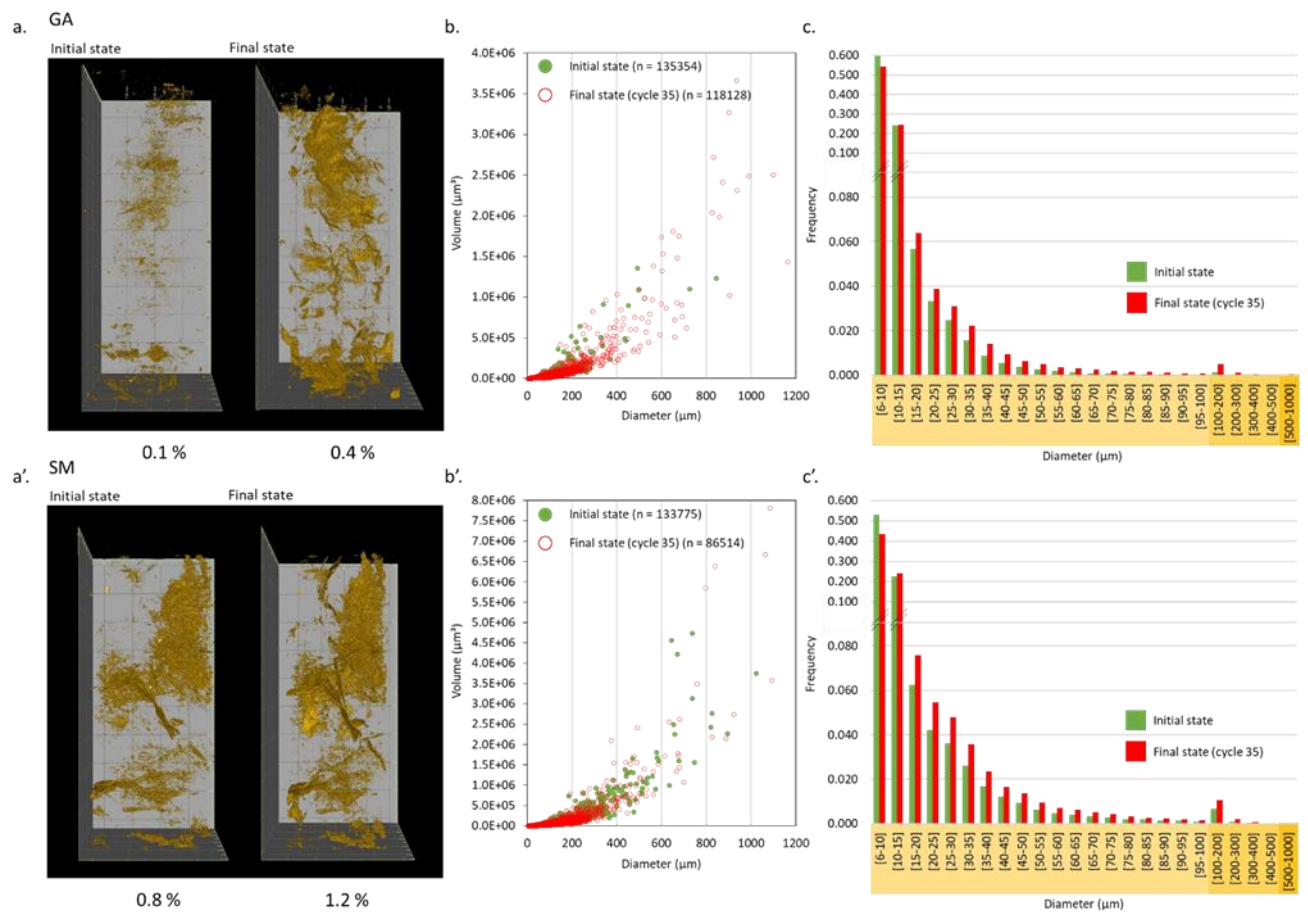 GA
a.
Initial state
Final state
0.1 %
0.4 %
b.
4.0E+06
3.5E+06
3.0E+06
2.5E+06
2.0E+06
1.5E+06
1.0E+06
5.0E+05
0.0E+00
Volume (μm³)
Initial state (n = 135354)
Final state (cycle 35) (n = 118128)
0 200 400 600 800 1000 1200
Diameter (μm)
c.
0.600
0.500
0.400
0.300
0.200
0.100
0.080
0.060
0.040
0.020
0.000
Frequency
Initial state
Final state (cycle 35)
[6-10]
[10-15]
[15-20]
[20-25]
[25-30]
[30-35]
[35-40]
[40-45]
[45-50]
[50-55]
[55-60]
[60-65]
[65-70]
[70-75]
[75-80]
[80-85]
[85-90]
[90-95]
[95-100]
[100-200]
[200-300]
[300-400]
[400-500]
[500-1000]
Diameter (μm)
SM
a'.
Initial state
Final state
0.8 %
1.2 %
b'.
8.0E+06
7.5E+06
7.0E+06
6.5E+06
6.0E+06
5.5E+06
5.0E+06
4.5E+06
4.0E+06
3.5E+06
3.0E+06
2.5E+06
2.0E+06
1.5E+06
1.0E+06
5.0E+05
0.0E+00
Volume (μm³)
Initial state (n = 133775)
Final state (cycle 35) (n = 86514)
0 200 400 600 800 1000 1200
Diameter (μm)
c'.
0.600
0.500
0.400
0.300
0.200
0.100
0.080
0.060
0.040
0.020
0.000
Frequency
Initial state
Final state (cycle 35)
[6-10]
[10-15]
[15-20]
[20-25]
[25-30]
[30-35]
[35-40]
[40-45]
[45-50]
[50-55]
[55-60]
[60-65]
[65-70]
[70-75]
[75-80]
[80-85]
[85-90]
[90-95]
[95-100]
[100-200]
[200-300]
[300-400]
[400-500]
[500-1000]
Diameter (μm)